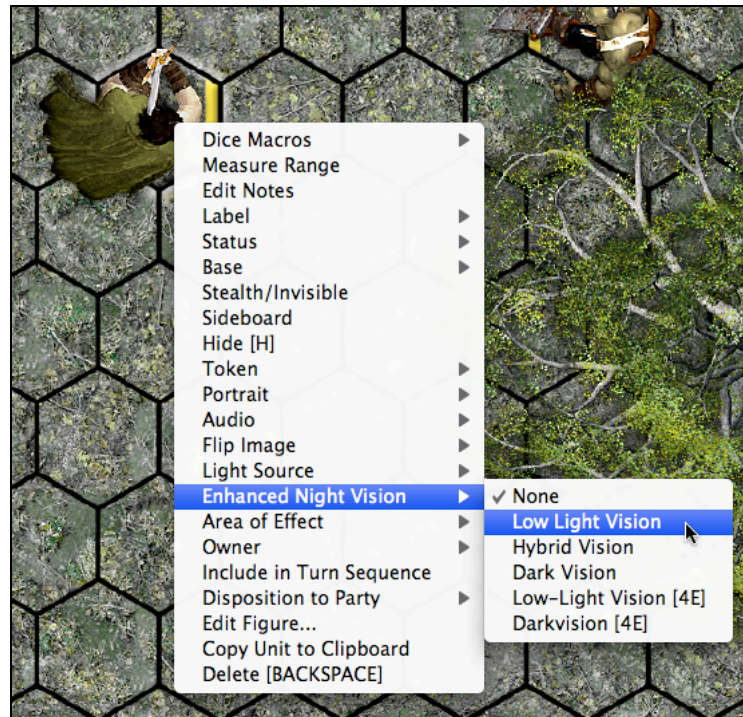 Dice Macros
Measure Range
Edit Notes
Label
Status
Base
Stealth/Invisible
Sideboard
Hide [H]
Token
Portrait
Audio
Flip Image
Light Source
Enhanced Night Vision
Area of Effect
Owner
Include in Turn Sequence
Disposition to Party
Edit Figure...
Copy Unit to Clipboard
Delete [BACKSPACE]
None
Low Light Vision
Hybrid Vision
Dark Vision
Low-Light Vision [4E]
Darkvision [4E]